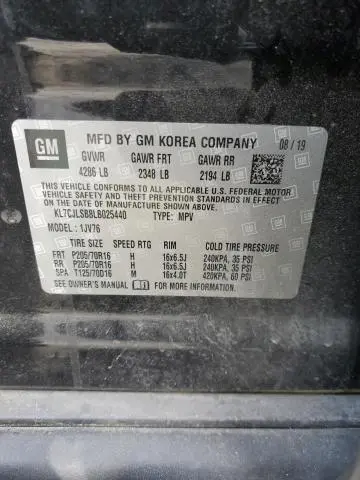 GM
MFD BY GM KOREA COMPANY 08/19
GVWR GAWR FRT GAWR RR
4286 LB 2348 LB 2194 LB
THIS VEHICLE CONFORMS TO ALL APPLICABLE U.S. FEDERAL MOTOR
VEHICLE SAFETY AND THEFT PREVENTION STANDARDS IN EFFECT ON
THE DATE OF MANUFACTURE SHOWN ABOVE.
KL7CJLSB8LB025440 TYPE: MPV
MODEL: 1JV76
TIRE SIZE SPEED RTG RIM COLD TIRE PRESSURE
FRT P205/70R16 H 16x6.5J 240KPA, 35 PSI
RR P205/70R16 H 16x6.5J 240KPA, 35 PSI
SPA T125/70D16 M 16x4.0T 420KPA, 60 PSI
SEE OWNER'S MANUAL FOR MORE INFORMATION